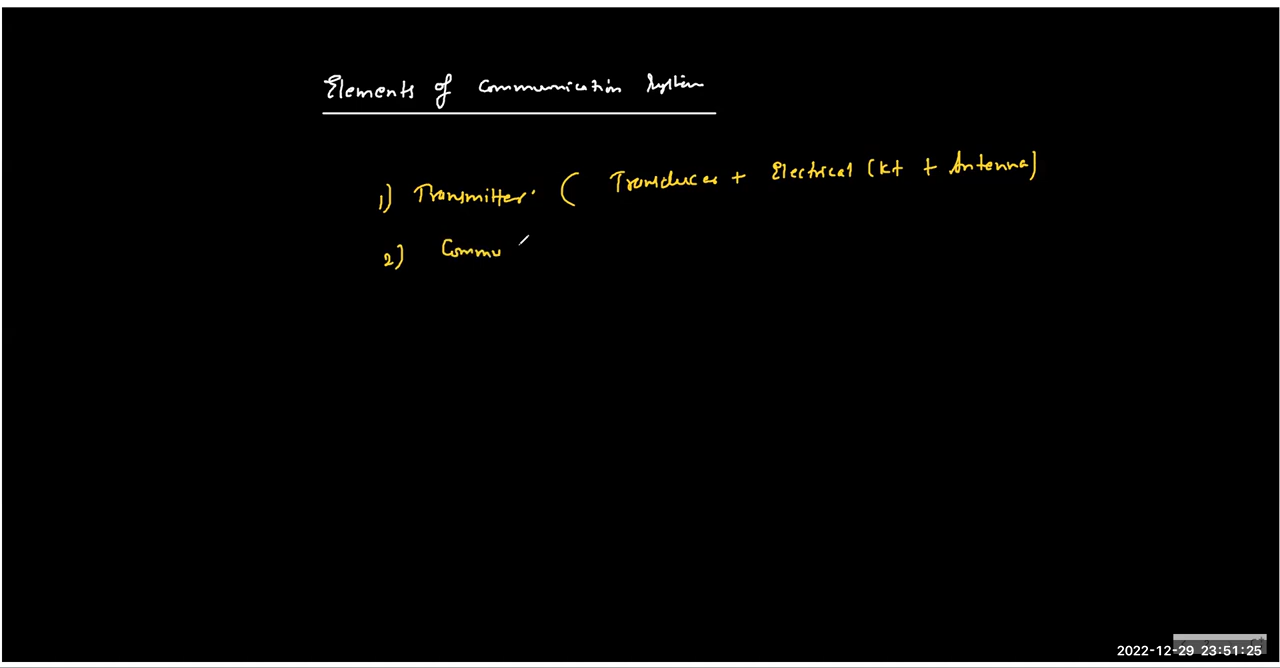 Elements of Communication System
1) Transmitter. ( Transducer + Electrical Ckt + Antenna)
2) Commu
2022-12-29 23:51:25